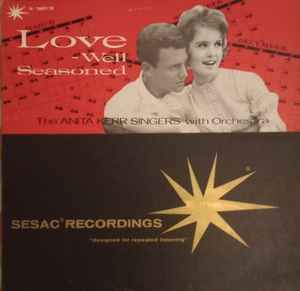 Love
-Well
Seasoned
The ANITA KERR SINGERS with Orchestra
SESAC® RECORDINGS
"designed for repeated listening"